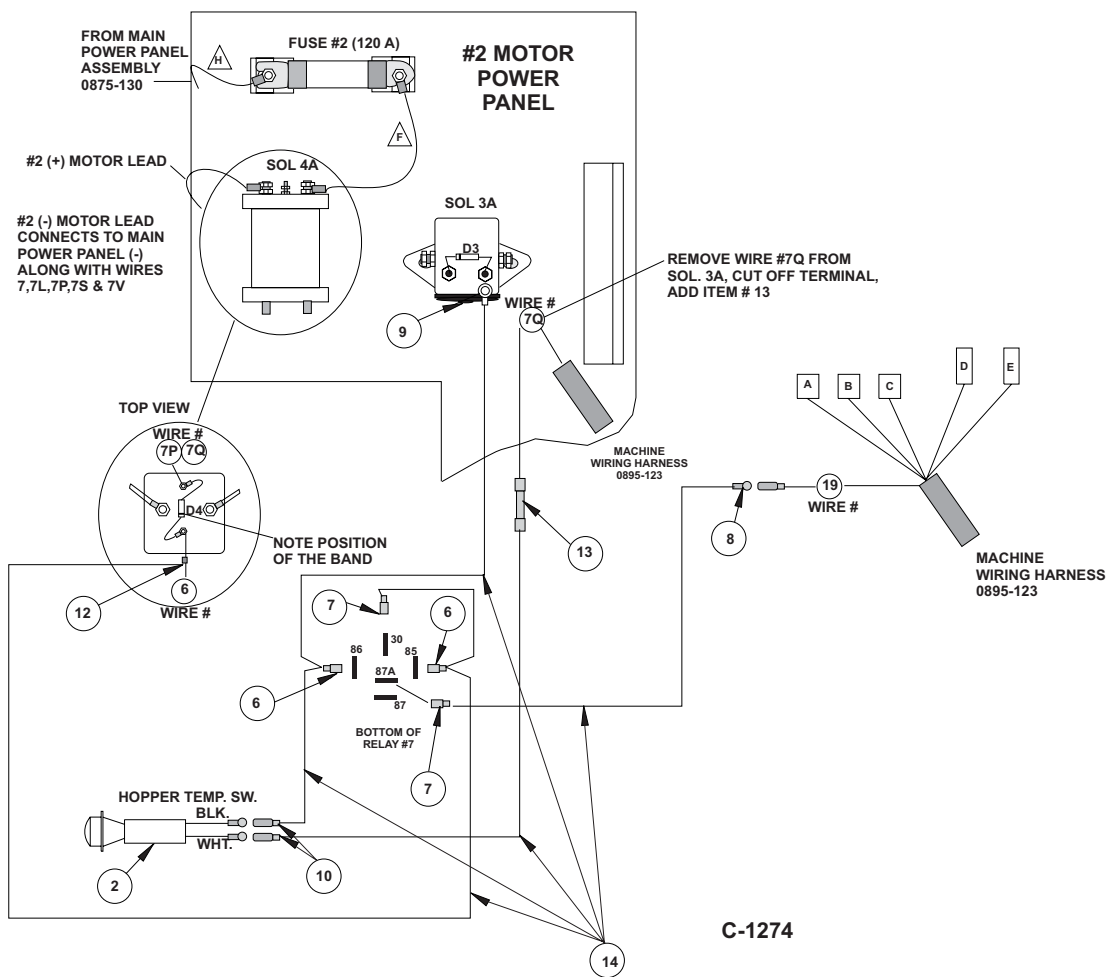 FROM MAIN
POWER PANEL
ASSEMBLY
0875-130
H
FUSE #2 (120 A)
#2 MOTOR
POWER
PANEL
F
#2 (+) MOTOR LEAD
SOL 4A
#2 (-) MOTOR LEAD
CONNECTS TO MAIN
POWER PANEL (-)
ALONG WITH WIRES
7,7L,7P,7S & 7V
SOL 3A
D3
REMOVE WIRE #7Q FROM
SOL. 3A, CUT OFF TERMINAL,
ADD ITEM # 13
WIRE #
7Q
9
A
B
C
D
E
TOP VIEW
WIRE #
7P
7Q
D4
NOTE POSITION
OF THE BAND
12
6
WIRE #
MACHINE
WIRING HARNESS
0895-123
13
8
19
WIRE #
MACHINE
WIRING HARNESS
0895-123
7
6
30
86
85
87A
87
6
7
BOTTOM OF
RELAY #7
HOPPER TEMP. SW.
BLK.
WHT.
2
10
14
C-1274